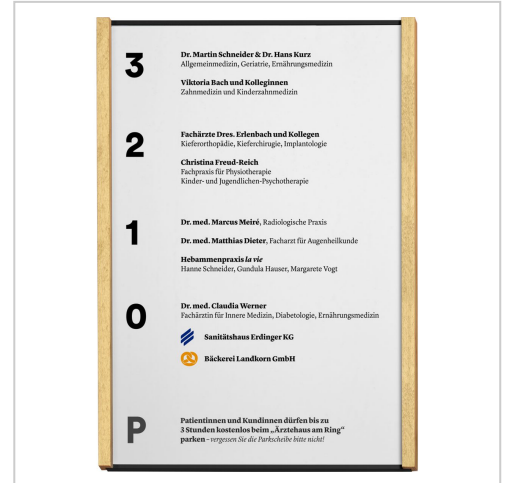 3
Dr. Martin Schneider & Dr. Hans Kurz
Allgemeinmedizin, Geriatrie, Ernährungsmedizin
Viktoria Bach und Kolleginnen
Zahnmedizin und Kinderzahnmedizin
2
Fachärzte Dres. Erlenbach und Kollegen
Kieferorthopädie, Kieferchirugie, Implantologie
Christina Freud-Reich
Fachpraxis für Physiotherapie
Kinder- und Jugendlichen-Psychotherapie
1
Dr. med. Marcus Meiré, Radiologische Praxis
Dr. med. Matthias Dieter, Facharzt für Augenheilkunde
Hebammenpraxis la vie
Hanne Schneider, Gundula Hauser, Margarete Vogt
0
Dr. med. Claudia Werner
Fachärztin für Innere Medizin, Diabetologie, Ernährungsmedizin
Sanitätshaus Erdinger KG
Bäckerei Landkorn GmbH
P
Patientinnen und Kundinnen dürfen bis zu
3 Stunden kostenlos beim „Ärztehaus am Ring“
parken – vergessen Sie die Parkscheibe bitte nicht!